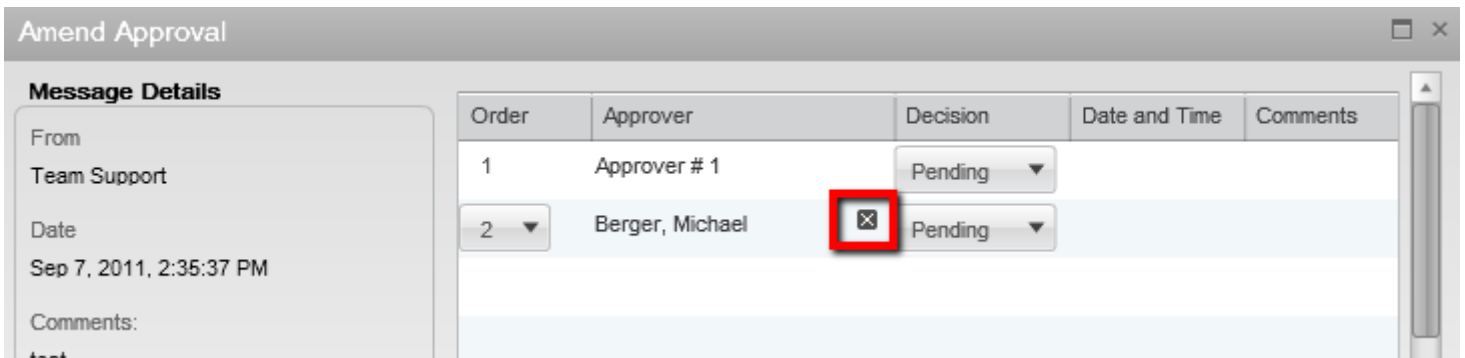 Amend Approval
Message Details
From
Team Support
Date
Sep 7, 2011, 2:35:37 PM
Comments:
Order Approver Decision Date and Time Comments
1 Approver # 1 Pending
2 Berger, Michael Pending